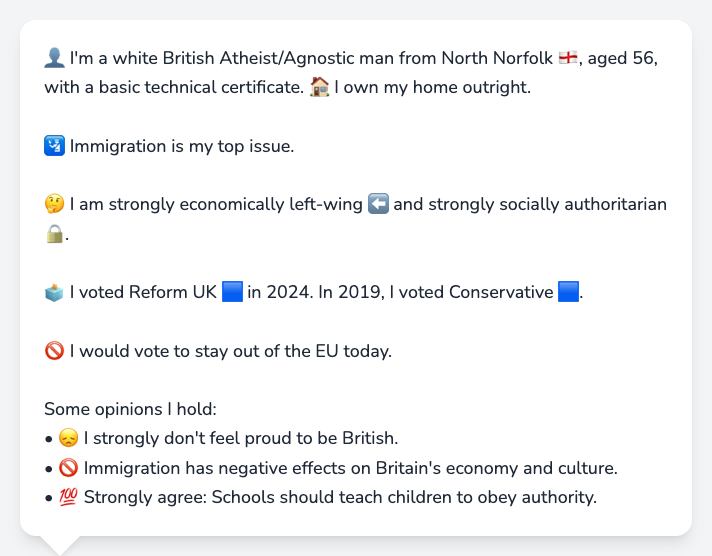 👤 I'm a white British Atheist/Agnostic man from North Norfolk 🏴󠁧󠁢󠁥󠁮󠁧󠁿, aged 56,
with a basic technical certificate. 🏠 I own my home outright.
🛂 Immigration is my top issue.
🤔 I am strongly economically left-wing ⬅️ and strongly socially authoritarian
🔒.
🗳️ I voted Reform UK 🟦 in 2024. In 2019, I voted Conservative 🟦.
🚫 I would vote to stay out of the EU today.
Some opinions I hold:
• 😞 I strongly don't feel proud to be British.
• 🚫 Immigration has negative effects on Britain's economy and culture.
• 💯 Strongly agree: Schools should teach children to obey authority.